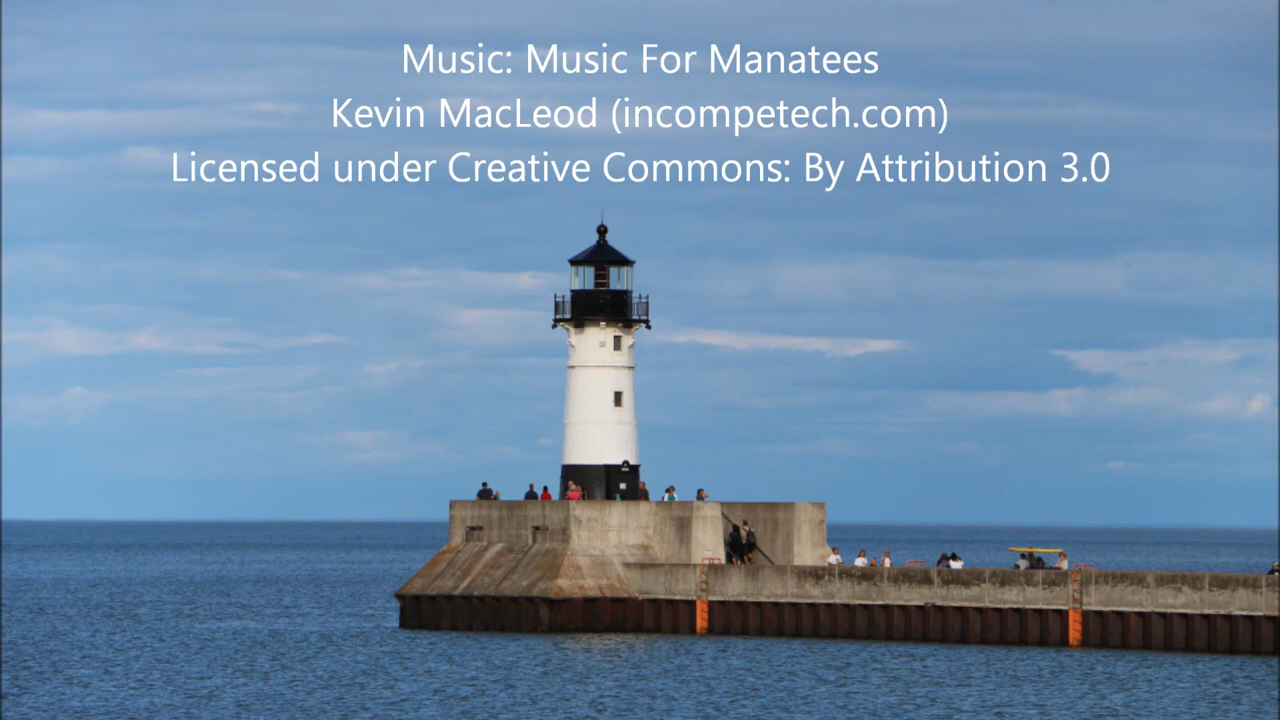 Music: Music For Manatees
Kevin MacLeod (incompetech.com)
Licensed under Creative Commons: By Attribution 3.0